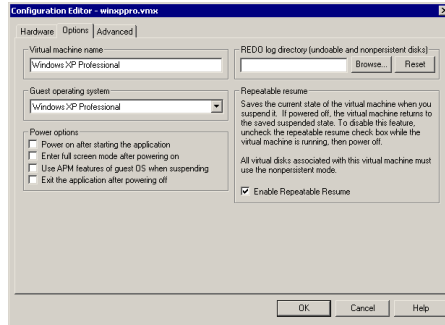 Configuration Editor - winxppro.vmx
Hardware Options Advanced
Virtual machine name
Windows XP Professional
Guest operating system
Windows XP Professional
Power options
Power on after starting the application
Enter full screen mode after powering on
Use APM features of guest OS when suspending
Exit the application after powering off
REDO log directory (undoable and nonpersistent disks)
Browse... Reset
Repeatable resume
Saves the current state of the virtual machine when you
suspend it. If powered off, the virtual machine returns to
the saved suspended state. To disable this feature,
uncheck the repeatable resume check box while the
virtual machine is running, then power off.
All virtual disks associated with this virtual machine must
use the nonpersistent mode.
Enable Repeatable Resume
OK Cancel Help